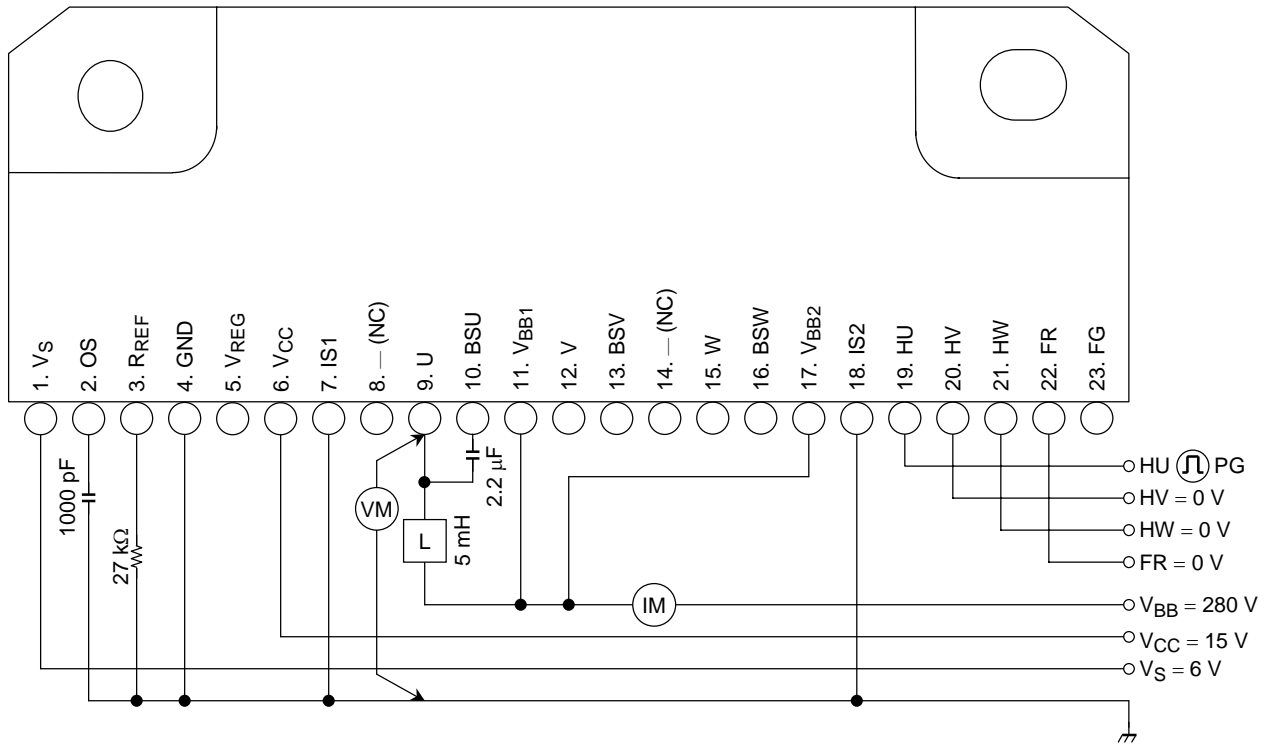 1. VS
2. OS
3. RREF
4. GND
5. VREG
6. VCC
7. IS1
8. — (NC)
9. U
10. BSU
11. VBB1
12. V
13. BSV
14. — (NC)
15. W
16. BSW
17. VBB2
18. IS2
19. HU
20. HV
21. HW
22. FR
23. FG
1000 pF
27 kΩ
VM
L
5 mH
2.2 μF
IM
HU PG
HV = 0 V
HW = 0 V
FR = 0 V
VBB = 280 V
VCC = 15 V
VS = 6 V